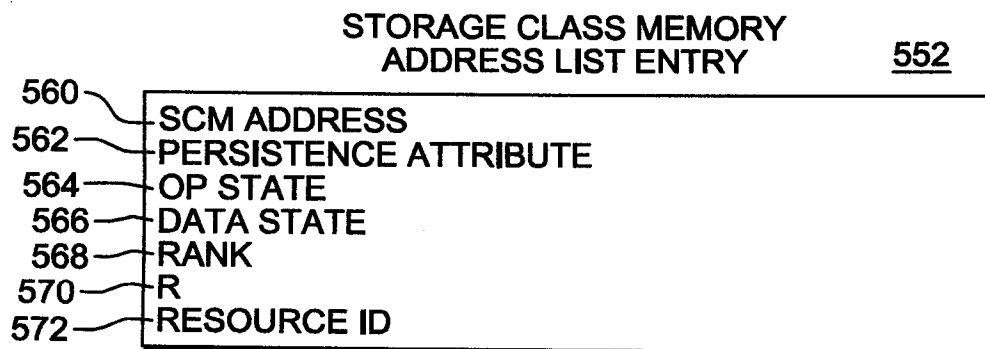 STORAGE CLASS MEMORY
ADDRESS LIST ENTRY 552
560 SCM ADDRESS
562 PERSISTENCE ATTRIBUTE
564 OP STATE
566 DATA STATE
568 RANK
570 R
572 RESOURCE ID